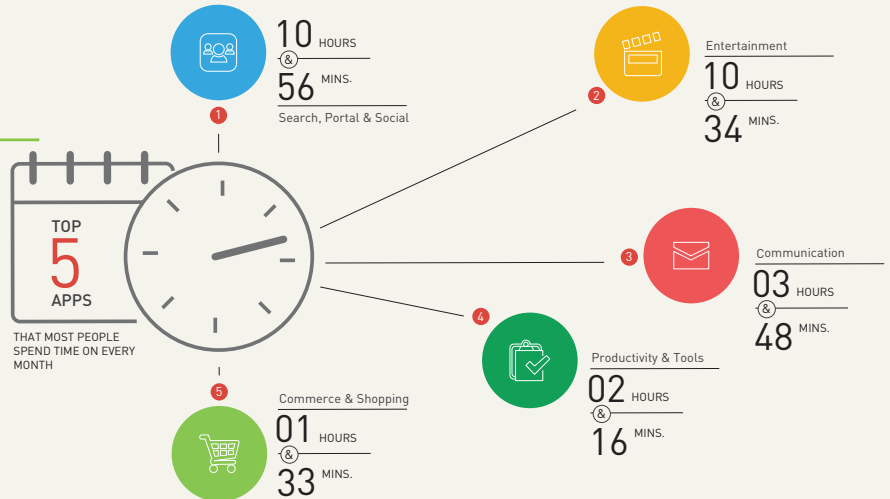 TOP
5
APPS
THAT MOST PEOPLE
SPEND TIME ON EVERY
MONTH
1
10 HOURS
&
56 MINS.
Search, Portal & Social
2
Entertainment
10 HOURS
&
34 MINS.
3
Communication
03 HOURS
&
48 MINS.
4
Productivity & Tools
02 HOURS
&
16 MINS.
5
Commerce & Shopping
01 HOURS
&
33 MINS.